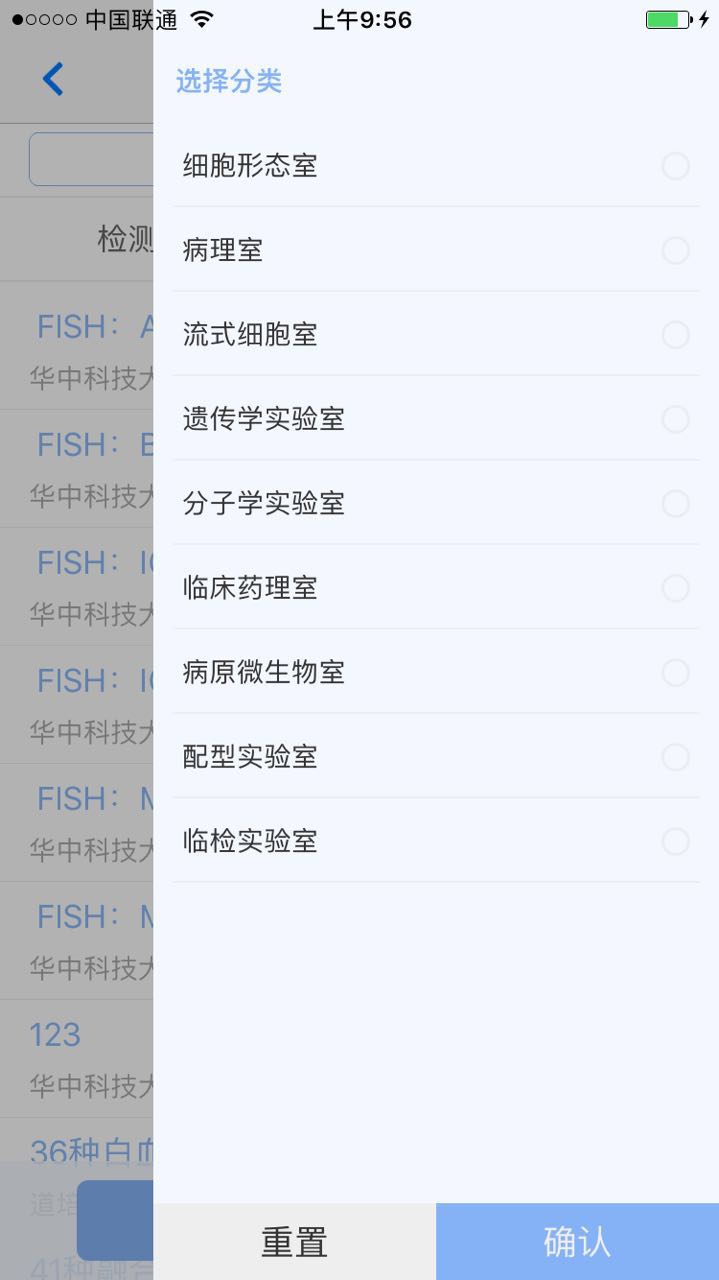 中国联通
上午9:56
选择分类
细胞形态室
病理室
流式细胞室
遗传学实验室
分子学实验室
临床药理室
病原微生物室
配型实验室
临检实验室
重置
确认
检测
FISH: A
华中科技大
FISH: B
华中科技大
FISH: IG
华中科技大
FISH: IG
华中科技大
FISH: M
华中科技大
FISH: M
华中科技大
123
华中科技大
36种白血
道培
41种融合